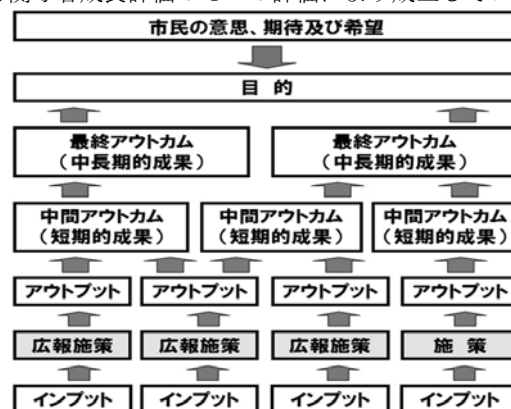 市民の意思、期待及び希望
目 的
最終アウトカム
(中長期的成果)
最終アウトカム
(中長期的成果)
中間アウトカム
(短期的成果)
中間アウトカム
(短期的成果)
中間アウトカム
(短期的成果)
アウトプット
アウトプット
アウトプット
アウトプット
広報施策
広報施策
広報施策
施 策
インプット
インプット
インプット
インプット